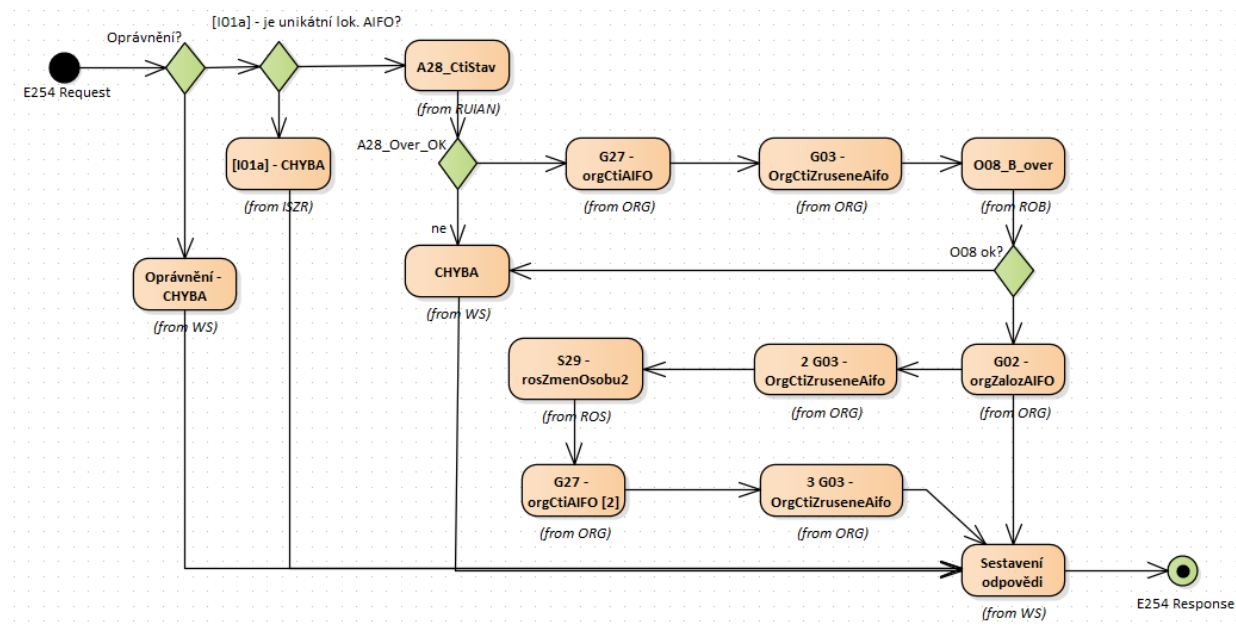 [I01a] - je unikátní lok. AIFO?
Oprávnění?
E254 Request
A28_CtiStav
(from RUIAN)
[I01a] - CHYBA
(from ISZR)
A28_Over_OK
G27 -
orgCtiAIFO
(from ORG)
G03 -
OrgCtiZruseneAifo
(from ORG)
O08_B_over
(from ROB)
ne
O08 ok?
Oprávnění -
CHYBA
(from WS)
CHYBA
(from WS)
S29 -
rosZmenOsobu2
(from ROS)
2 G03 -
OrgCtiZruseneAifo
(from ORG)
G02 -
orgZalozAIFO
(from ORG)
G27 -
orgCtiAIFO [2]
(from ORG)
3 G03 -
OrgCtiZruseneAifo
(from ORG)
Sestavení
odpovědi
(from WS)
E254 Response